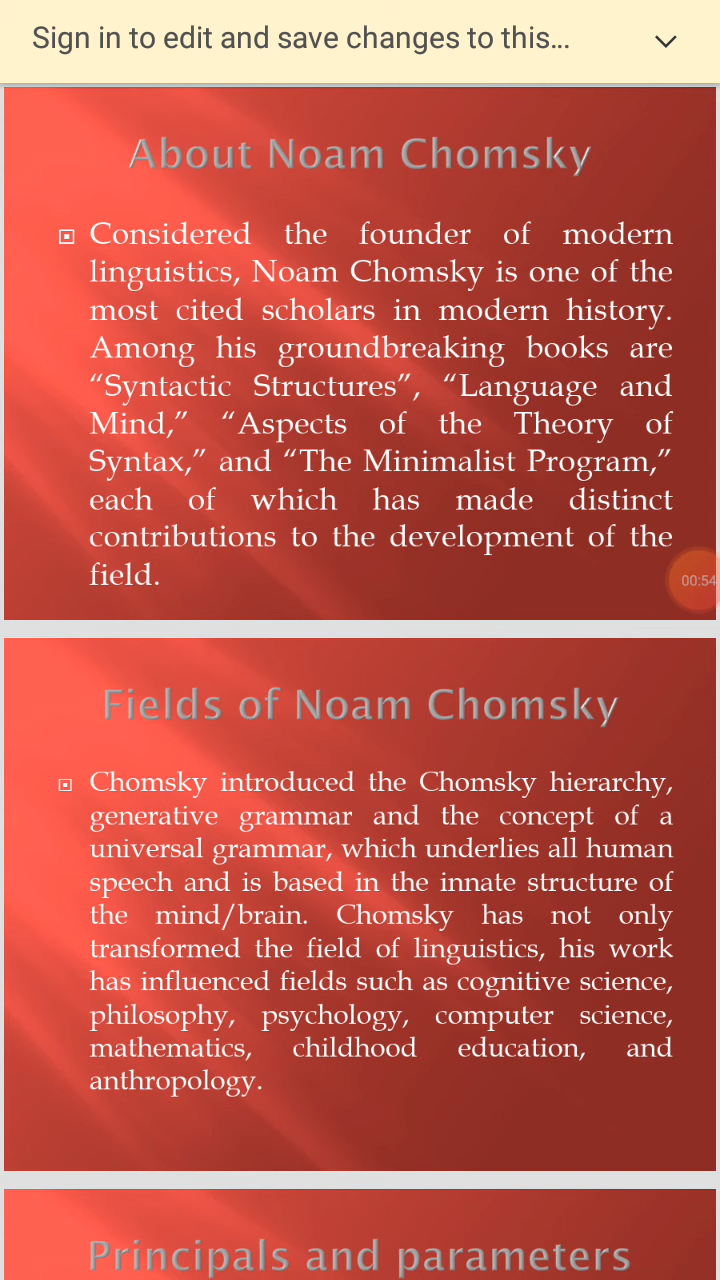 Sign in to edit and save changes to this...
About Noam Chomsky
Considered the founder of modern
linguistics, Noam Chomsky is one of the
most cited scholars in modern history.
Among his groundbreaking books are
“Syntactic Structures”, “Language and
Mind,” “Aspects of the Theory of
Syntax,” and “The Minimalist Program,”
each of which has made distinct
contributions to the development of the
field.
00:54
Fields of Noam Chomsky
Chomsky introduced the Chomsky hierarchy,
generative grammar and the concept of a
universal grammar, which underlies all human
speech and is based in the innate structure of
the mind/brain. Chomsky has not only
transformed the field of linguistics, his work
has influenced fields such as cognitive science,
philosophy, psychology, computer science,
mathematics, childhood education, and
anthropology.
Principals and parameters